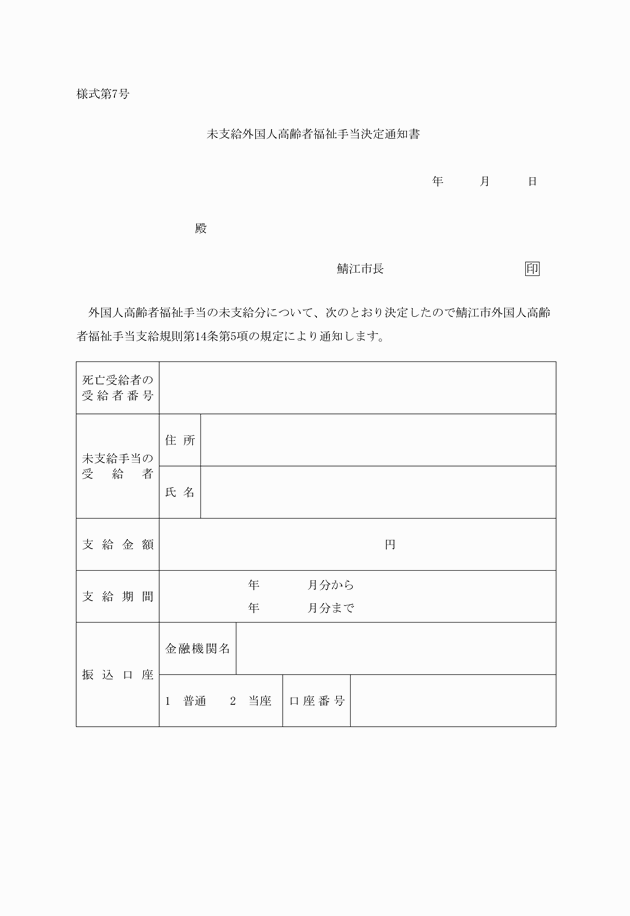 様式第7号
未支給外国人高齢者福祉手当決定通知書
年　月　日
殿
鯖江市長　印
外国人高齢者福祉手当の未支給分について、次のとおり決定したので鯖江市外国人高齢
者福祉手当支給規則第14条第5項の規定により通知します。
死亡受給者の
受給者番号
未支給手当の
受給者
住所
氏名
支給金額
円
支給期間
年　月分から
年　月分まで
振込口座
金融機関名
1　普通　2　当座
口座番号